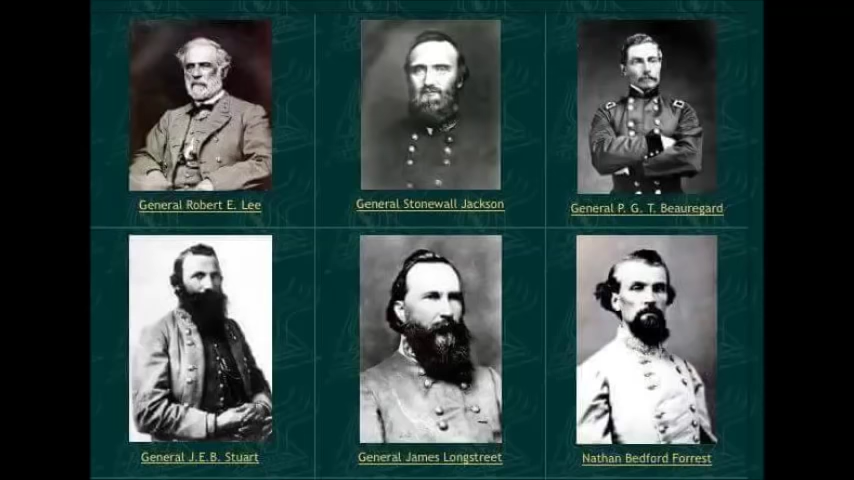 General Robert E. Lee
General Stonewall Jackson
General P. G. T. Beauregard
General J.E.B. Stuart
General James Longstreet
Nathan Bedford Forrest